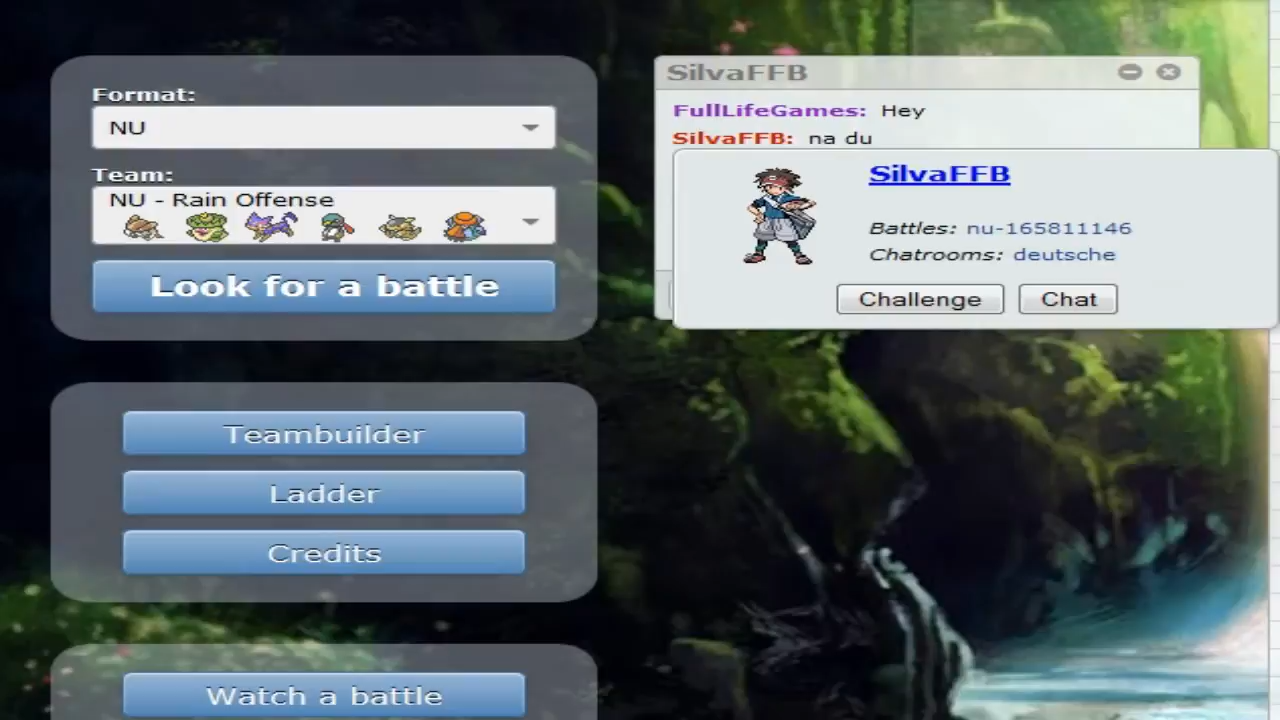 Format:
NU
Team:
NU - Rain Offense
Look for a battle
Teambuilder
Ladder
Credits
Watch a battle
SilvaFFB
FullLifeGames: Hey
SilvaFFB: na du
SilvaFFB
Battles: nu-165811146
Chatrooms: deutsche
Challenge
Chat